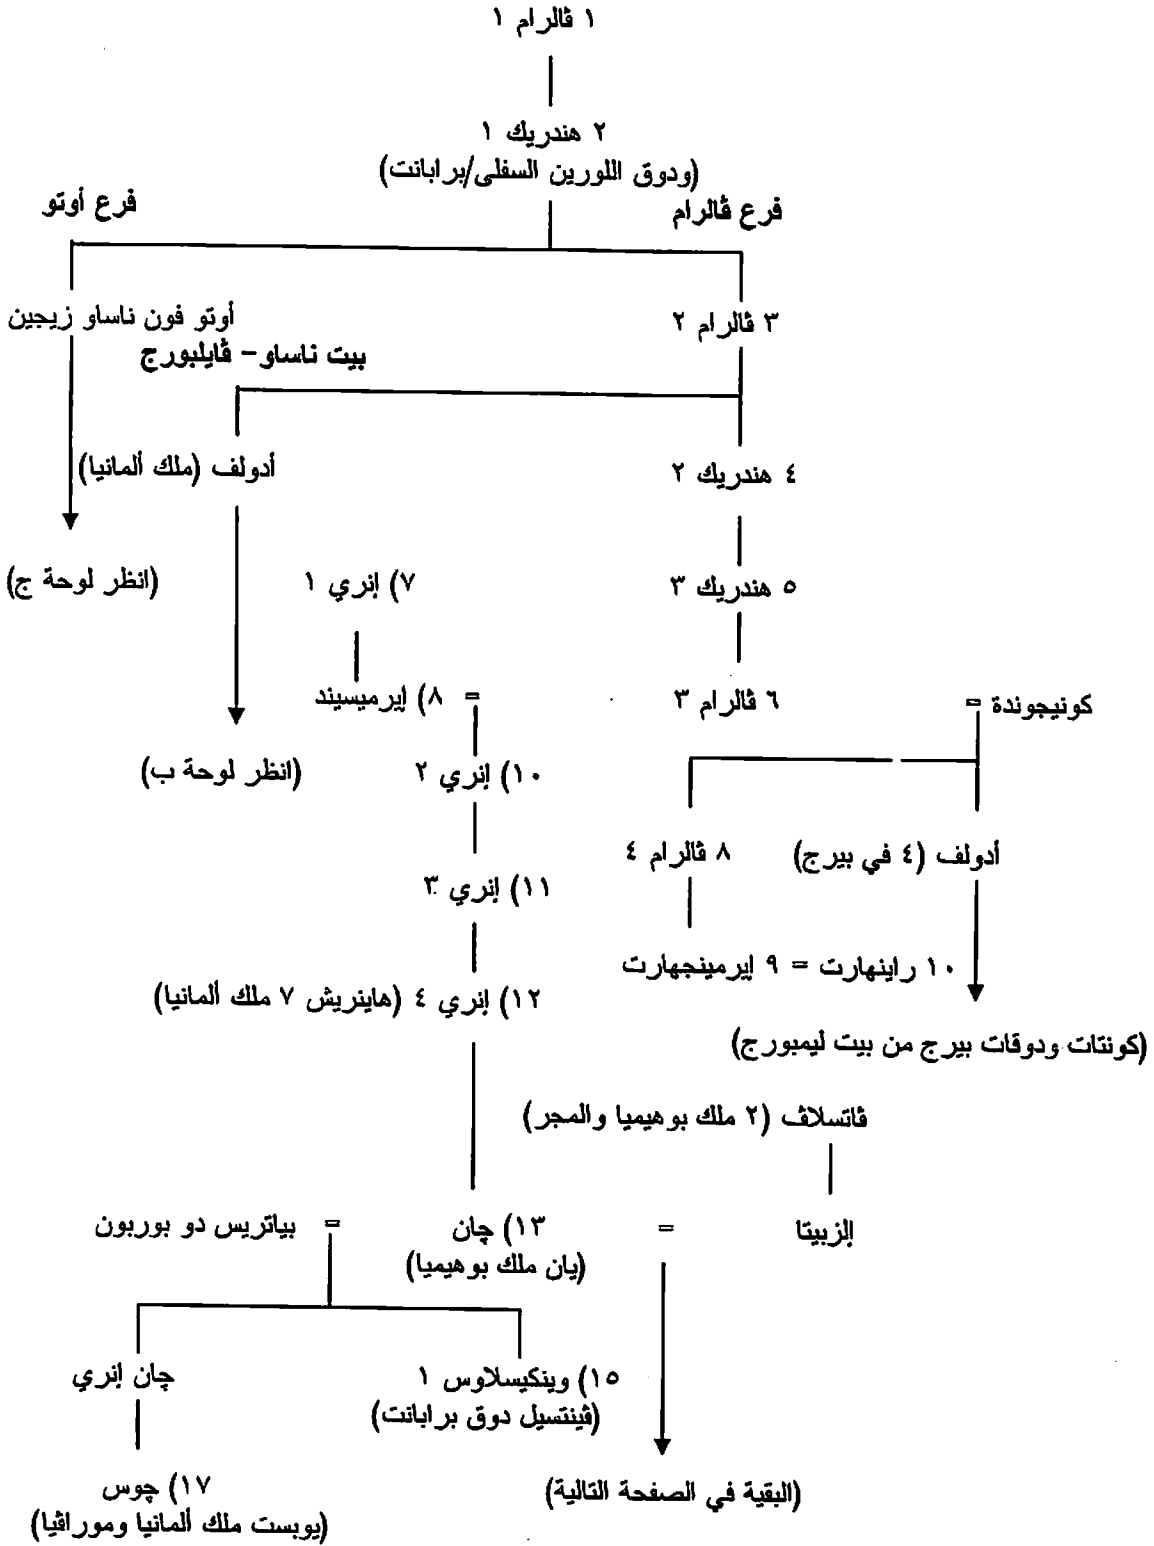 ١ ڤالرام ١
٢ هندريك ١
(ودوق اللورين السفلى/برابانت)
فرع ڤالرام
فرع أوتو
٣ ڤالرام ٢
أوتو فون ناساو زيجين
بيت ناساو- ڤايلبورج
٤ هندريك ٢
أدولف (ملك ألمانيا)
٥ هندريك ٣
٧) إنري ١
(انظر لوحة ج)
كونيجوندة =
٦ ڤالرام ٣
= ٨) إيرميسيند
١٠) إنري ٢
(انظر لوحة ب)
أدولف (٤ في بيرج)
٨ ڤالرام ٤
١١) إنري ٣
١٠ راينهارت = ٩ إيرمينجهارت
١٢) إنري ٤ (هاينريش ٧ ملك ألمانيا)
(كونتات ودوقات بيرج من بيت ليمبورج)
ڤاتسلاڤ (٢ ملك بوهيميا والمجر)
إلزبيتا = ١٣) چان = بياتريس دو بوربون
(يان ملك بوهيميا)
١٥) وينكيسلاوس ١
چان إنري
(ڤينتسيل دوق برابانت)
١٧) چوس
(البقية في الصفحة التالية)
(يوبست ملك ألمانيا وموراڤيا)